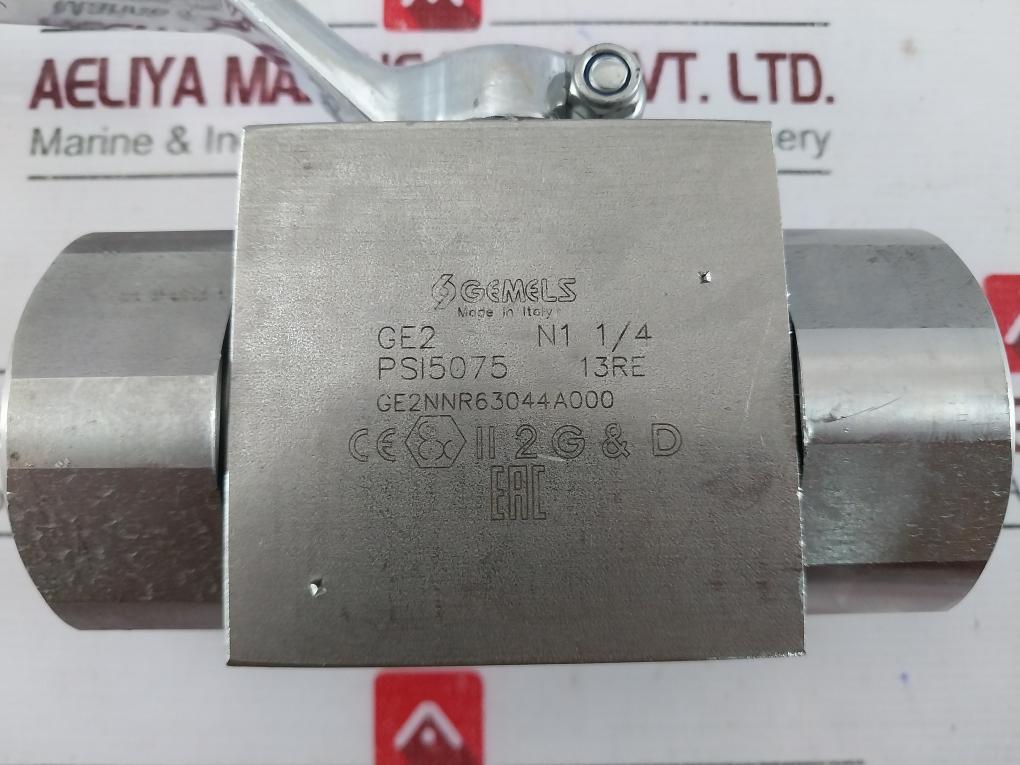 AELIYA MA VT. LTD.
Marine & In ery
GEMELS
Made in Italy
GE2 N1 1/4
PSI5075 13RE
GE2NNR63044A000
CE Ex II 2 G & D
EAC